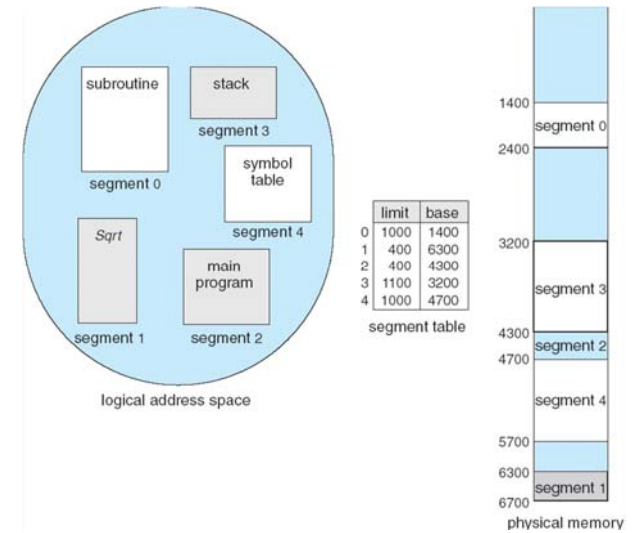 subroutine
segment 0
stack
segment 3
symbol
table
segment 4
Sqrt
segment 1
main
program
segment 2
logical address space
limit base
0 1000 1400
1 400 6300
2 400 4300
3 1100 3200
4 1000 4700
segment table
1400
segment 0
2400
3200
segment 3
4300
segment 2
4700
segment 4
5700
6300
segment 1
6700
physical memory